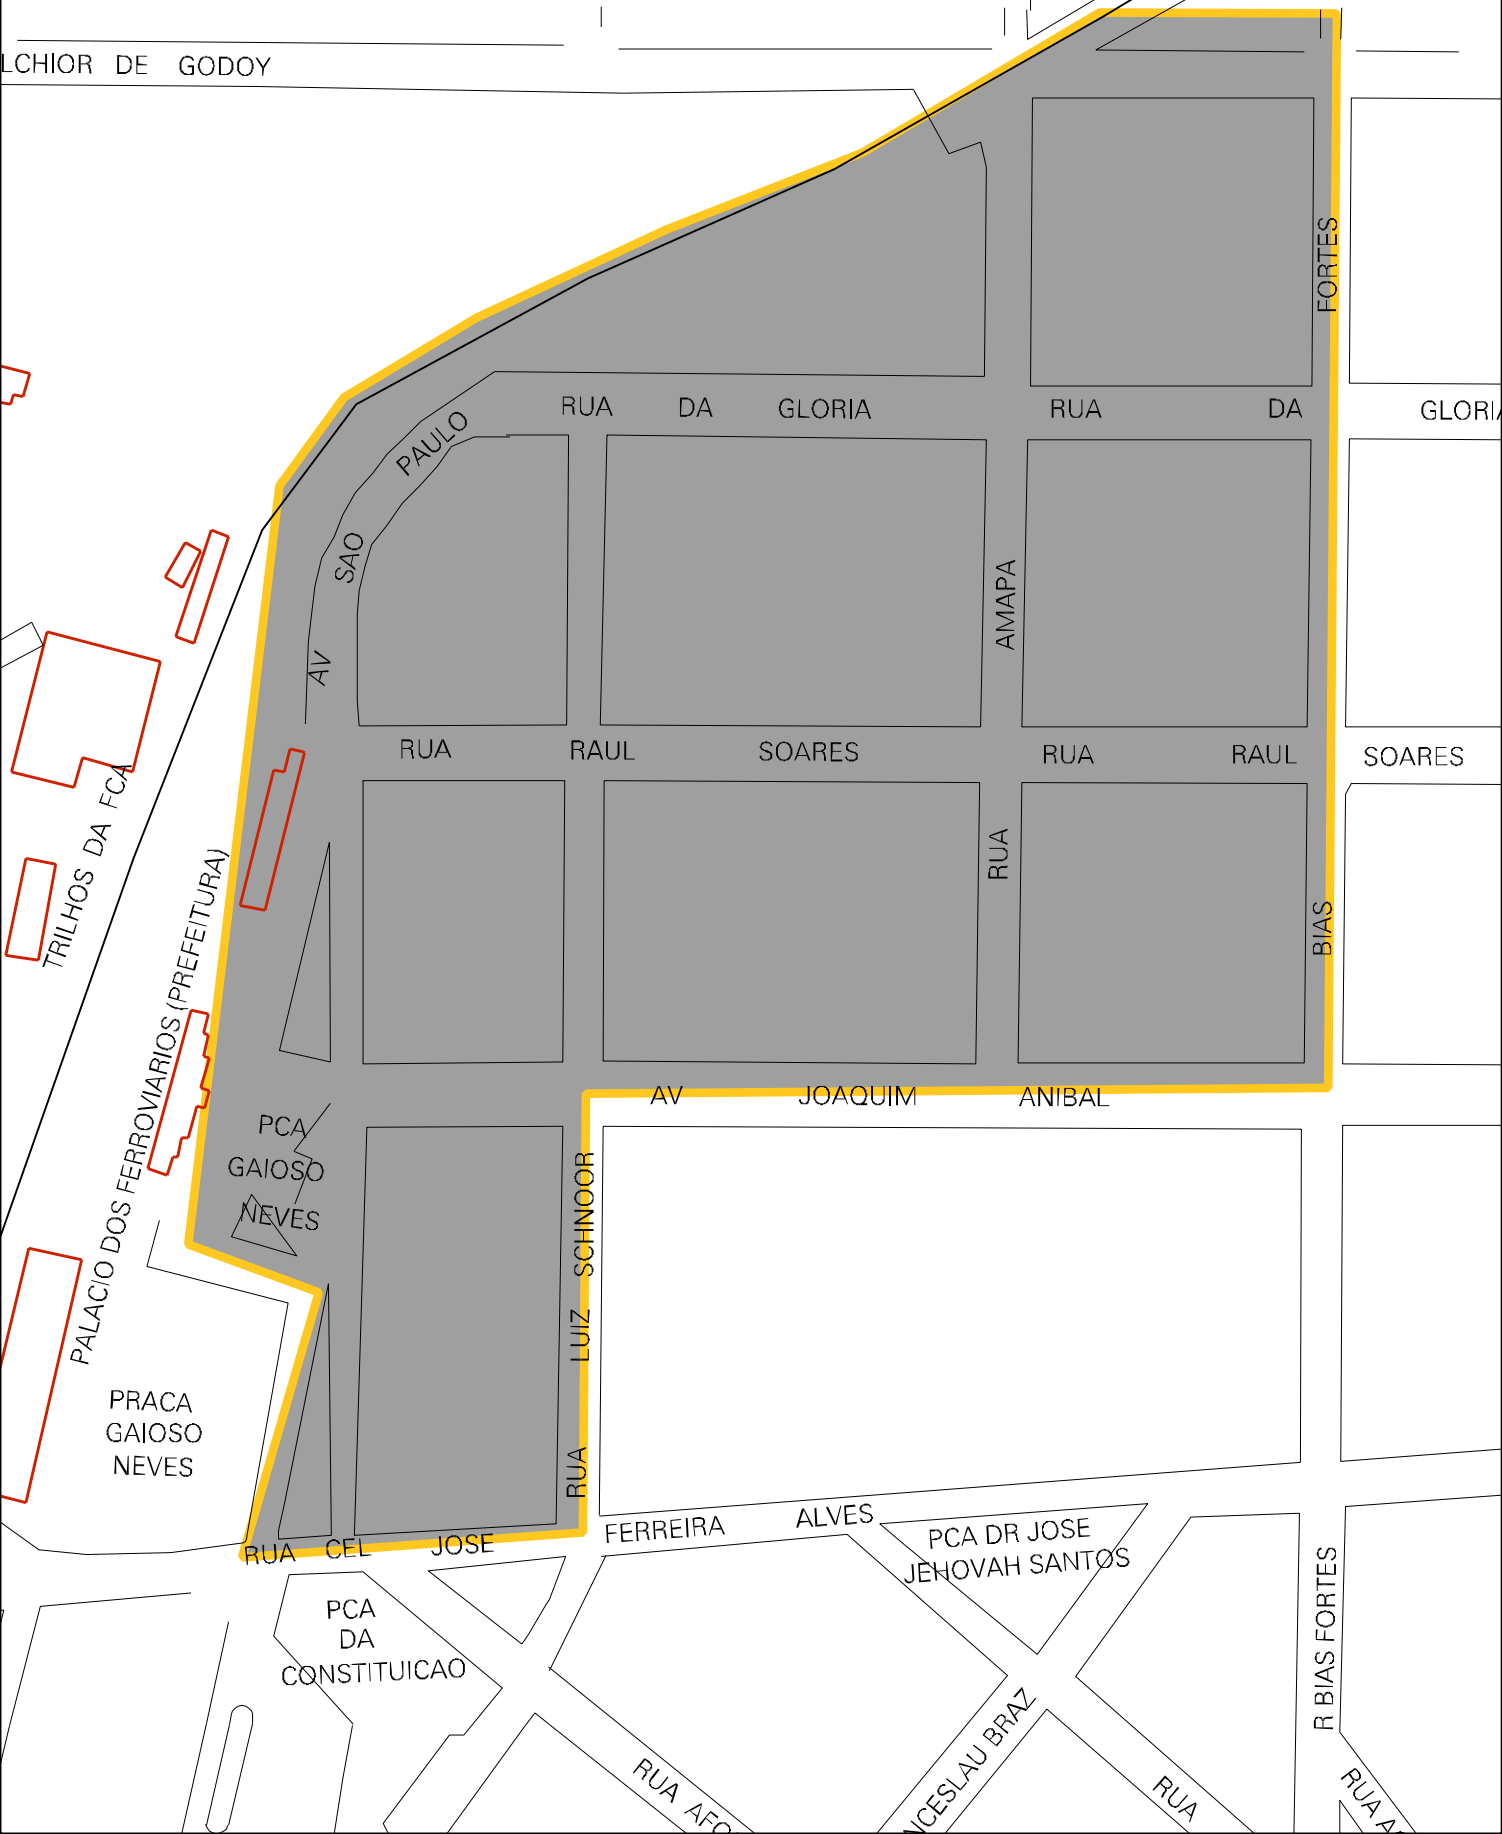 LCHIOR DE GODOY
FORTES
RUA DA GLORIA
RUA DA
GLORIA
AV SAO PAULO
AMAPA
RUA RAUL SOARES
RUA RAUL
SOARES
TRILHOS DA FCA
RUA
BIAS
PALACIO DOS FERROVIARIOS (PREFEITURA)
AV JOAQUIM ANIBAL
PCA
GAIOSO
NEVES
RUA LUIZ SCHNOOR
PRACA
GAIOSO
NEVES
RUA CEL JOSE
FERREIRA ALVES
PCA DR JOSE
JEHOVAH SANTOS
PCA
DA
CONSTITUICAO
R BIAS FORTES
NCESLAU BRAZ
RUA AFO
RUA
RUA A